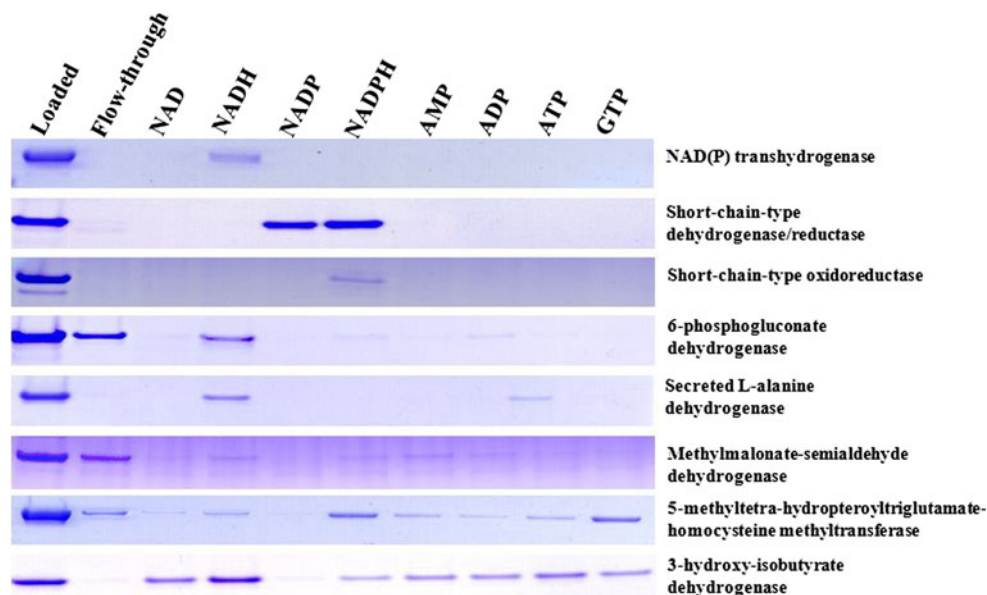 Loaded
Flow-through
NAD
NADH
NADP
NADPH
AMP
ADP
ATP
GTP
NAD(P) transhydrogenase
Short-chain-type
dehydrogenase/reductase
Short-chain-type oxidoreductase
6-phosphogluconate
dehydrogenase
Secreted L-alanine
dehydrogenase
Methylmalonate-semialdehyde
dehydrogenase
5-methyltetra-hydropteroyltriglutamate-
homocysteine methyltransferase
3-hydroxy-isobutyrate
dehydrogenase